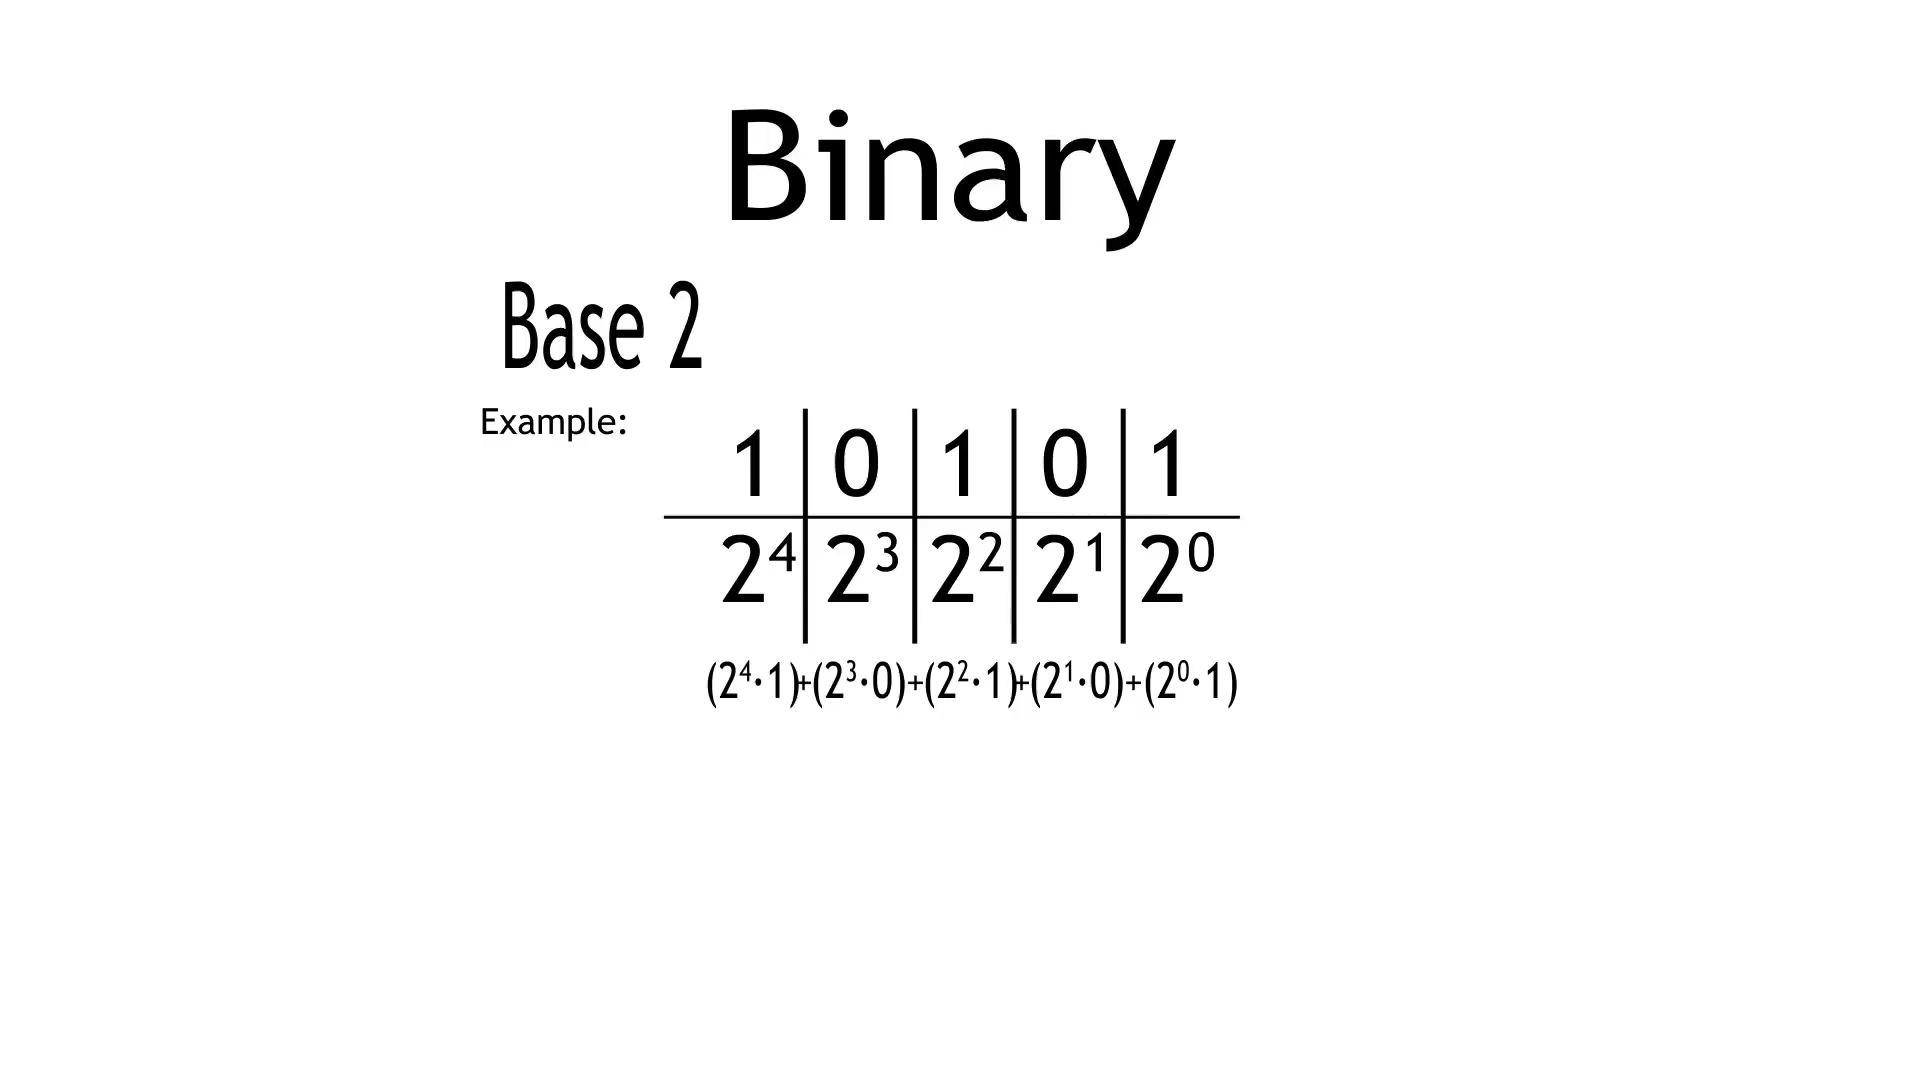 Binary
Base 2
Example:
1 0 1 0 1
2⁴ 2³ 2² 2¹ 2⁰
(2⁴·1)+(2³·0)+(2²·1)+(2¹·0)+(2⁰·1)